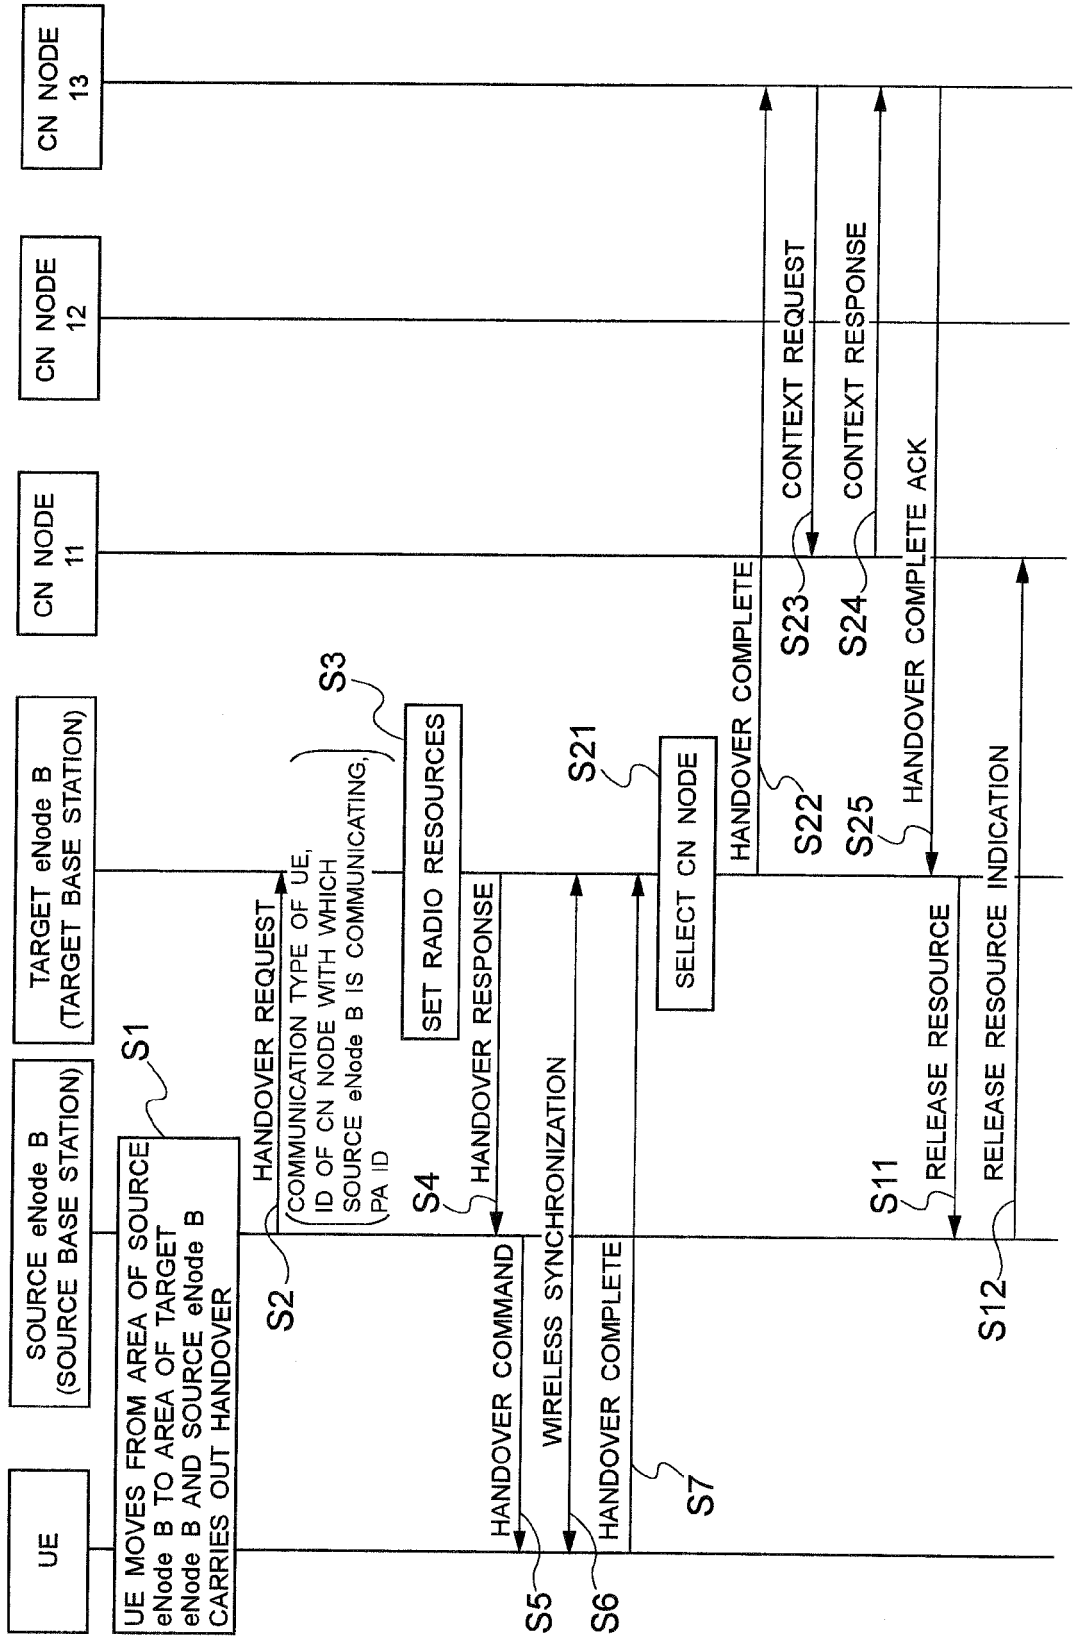 UE
SOURCE eNode B
(SOURCE BASE STATION)
TARGET eNode B
(TARGET BASE STATION)
CN NODE
11
CN NODE
12
CN NODE
13
UE MOVES FROM AREA OF SOURCE
eNode B TO AREA OF TARGET
eNode B AND SOURCE eNode B
CARRIES OUT HANDOVER
S1
HANDOVER REQUEST
S2
(COMMUNICATION TYPE OF UE,
ID OF CN NODE WITH WHICH
SOURCE eNode B IS COMMUNICATING,
PA ID)
S3
SET RADIO RESOURCES
HANDOVER RESPONSE
S4
HANDOVER COMMAND
S5
WIRELESS SYNCHRONIZATION
S6
HANDOVER COMPLETE
S7
S21
SELECT CN NODE
HANDOVER COMPLETE
S22
CONTEXT REQUEST
S23
CONTEXT RESPONSE
S24
HANDOVER COMPLETE ACK
S25
RELEASE RESOURCE
S11
RELEASE RESOURCE INDICATION
S12